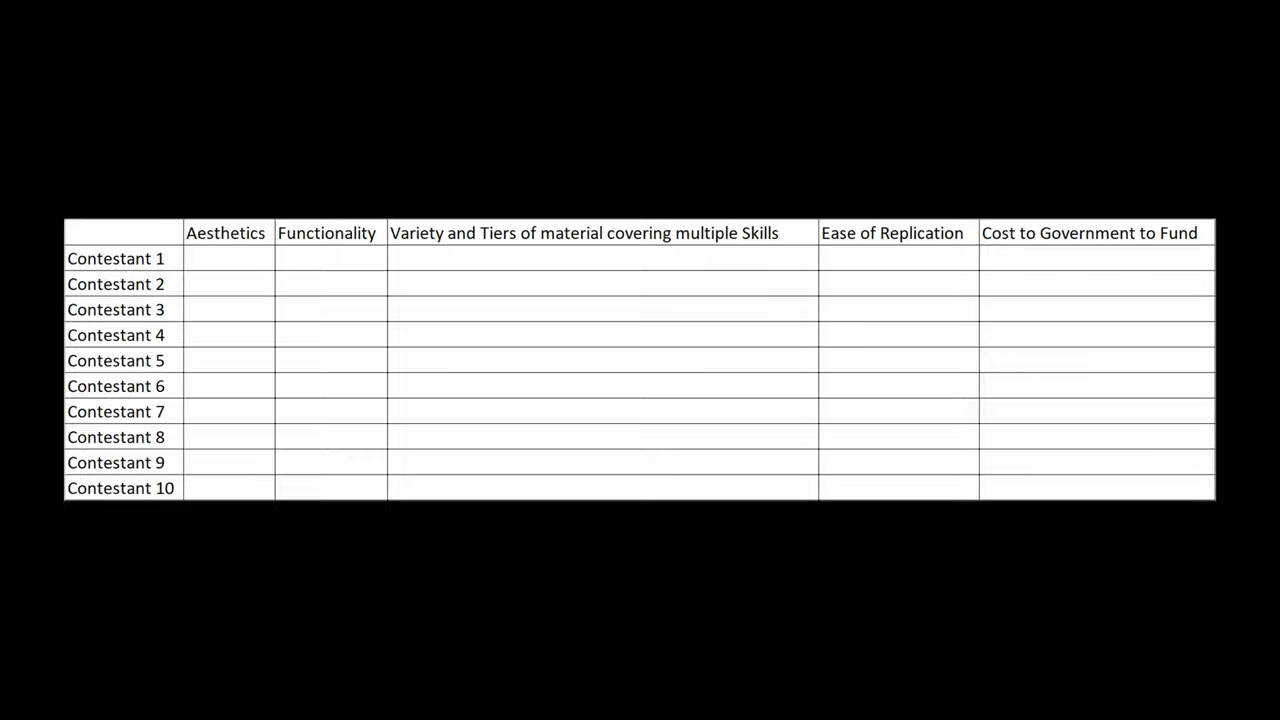 Aesthetics Functionality Variety and Tiers of material covering multiple Skills Ease of Replication Cost to Government to Fund
Contestant 1
Contestant 2
Contestant 3
Contestant 4
Contestant 5
Contestant 6
Contestant 7
Contestant 8
Contestant 9
Contestant 10